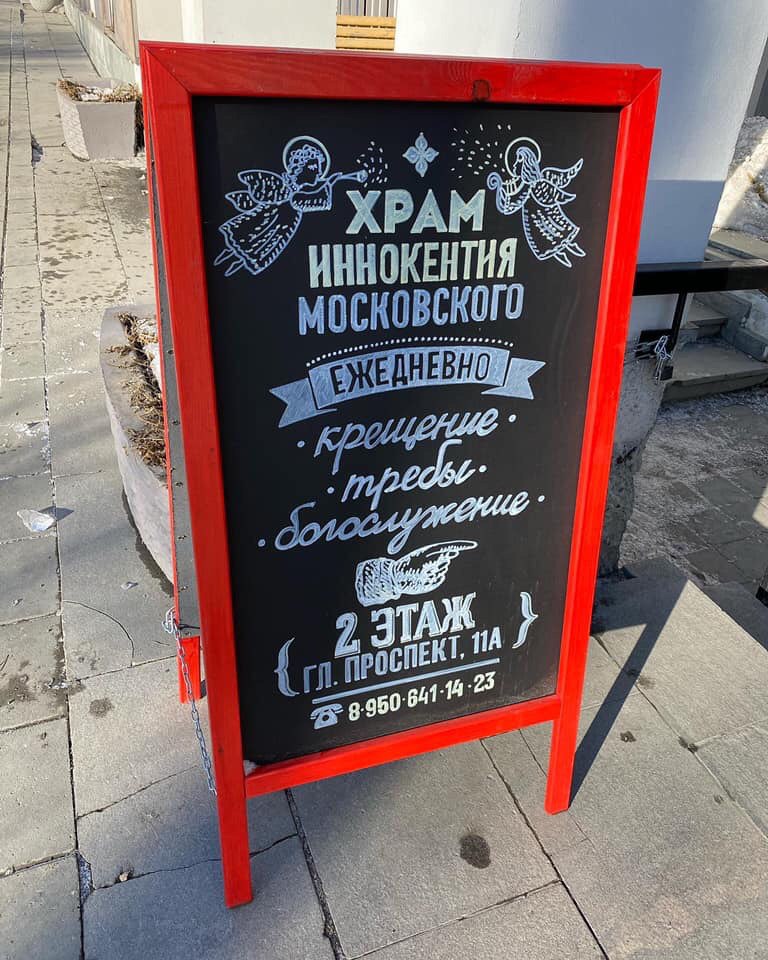 ХРАМ
ИННОКЕНТИЯ
МОСКОВСКОГО
ЕЖЕДНЕВНО
· крещение ·
· требы ·
· богослужение ·
2 ЭТАЖ
ГЛ. ПРОСПЕКТ, 11А
8·950·641·14·23